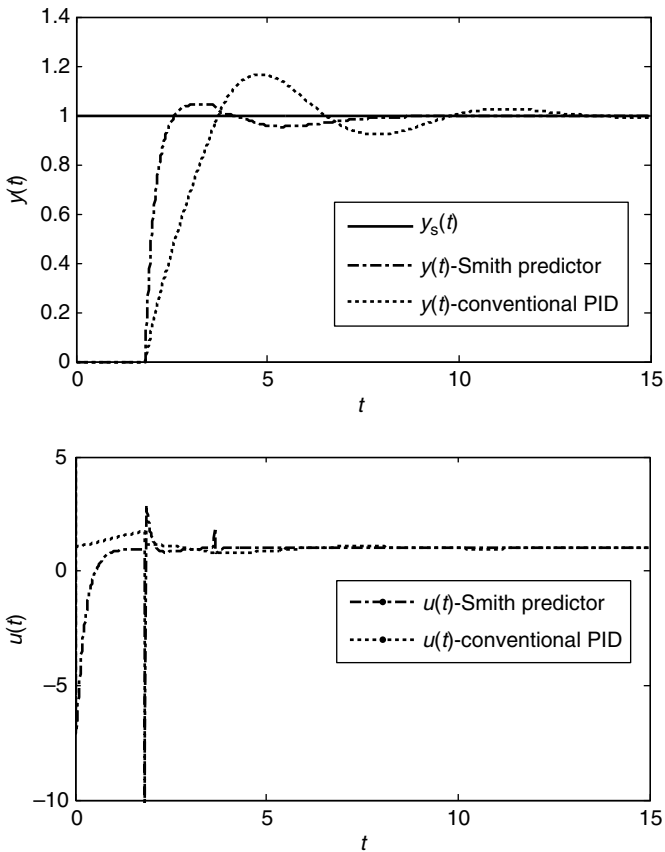 1.4
1.2
1
0.8
0.6
0.4
0.2
0
y(t)
yₛ(t)
y(t)-Smith predictor
y(t)-conventional PID
0 5 10 15
t
5
0
−5
−10
u(t)
u(t)-Smith predictor
u(t)-conventional PID
0 5 10 15
t